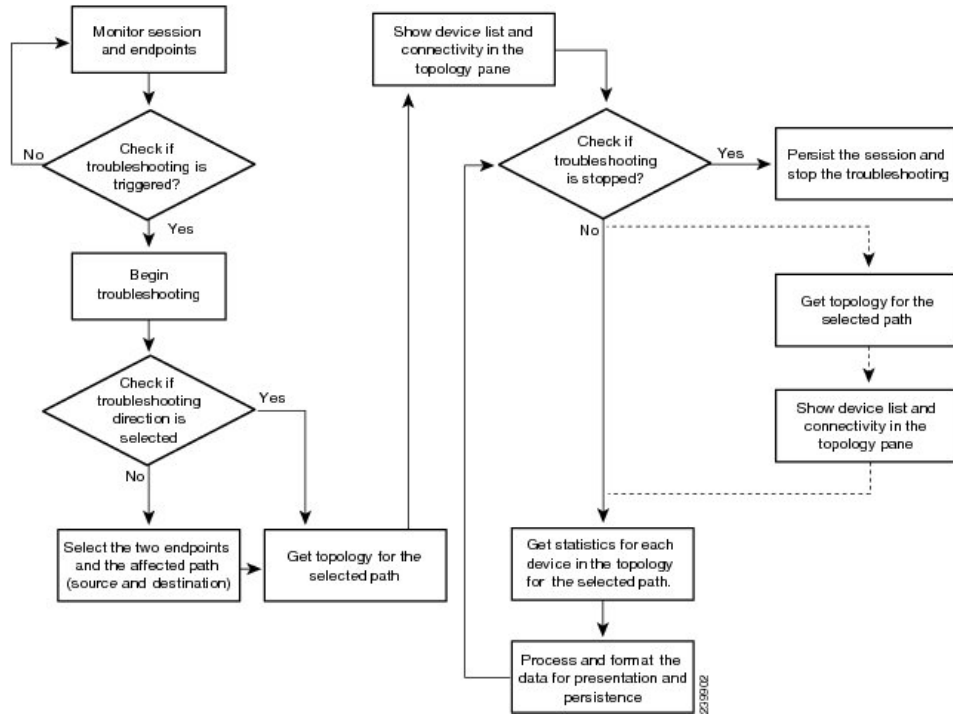 Monitor session
and endpoints
Check if
troubleshooting is
triggered?
No
Yes
Begin
troubleshooting
Check if
troubleshooting
direction is
selected
Yes
No
Select the two endpoints
and the affected path
(source and destination)
Get topology for the
selected path
Show device list and
connectivity in the
topology pane
Check if
troubleshooting
is stopped?
Yes
Persist the session and
stop the troubleshooting
No
Get topology for the
selected path
Show device list and
connectivity in the
topology pane
Get statistics for each
device in the topology
for the selected path.
Process and format the
data for presentation and
persistence
239902